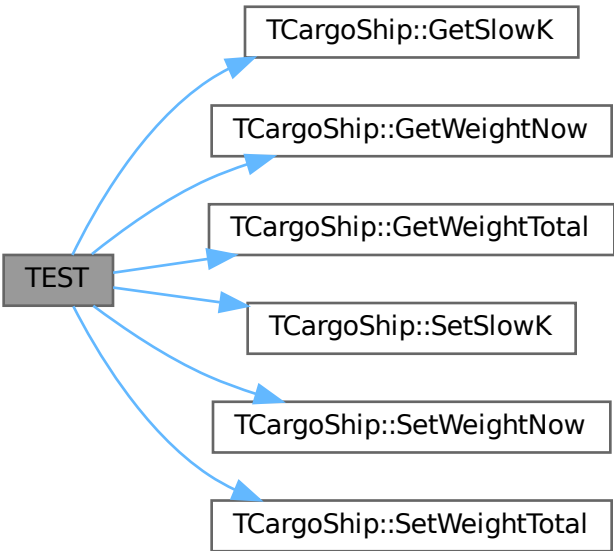 TCargoShip::GetSlowK
TCargoShip::GetWeightNow
TCargoShip::GetWeightTotal
TEST
TCargoShip::SetSlowK
TCargoShip::SetWeightNow
TCargoShip::SetWeightTotal